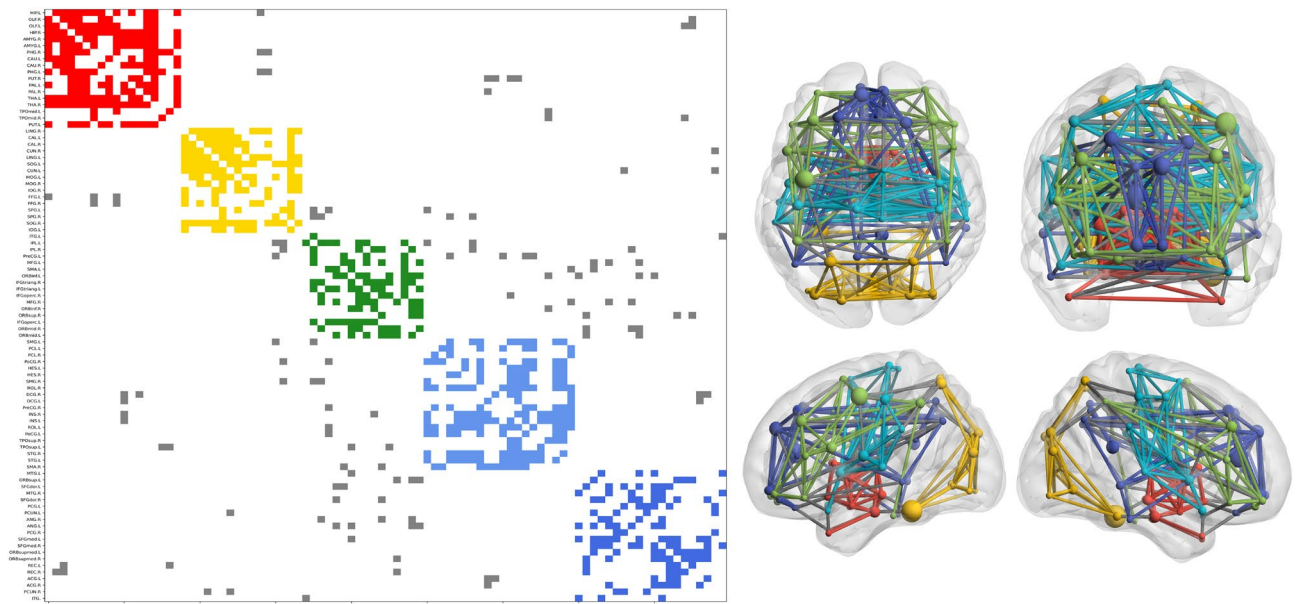 HIP.L
OLF.R
OLF.L
HIP.R
AMYG.R
AMYG.L
PHG.R
CAU.L
CAU.R
PHG.L
PUT.R
PAL.L
PAL.R
THA.L
THA.R
TPOmid.L
TPOmid.R
PUT.L
LING.R
CAL.L
CAL.R
CUN.R
LING.L
SOG.L
CUN.L
MOG.L
MOG.R
IOG.R
FFG.L
FFG.R
SPG.L
SPG.R
SOG.R
IOG.L
ITG.L
IPL.L
IPL.R
PreCG.L
MFG.L
SMA.L
ORBinf.L
IFGtriang.R
IFGtriang.L
IFGoperc.R
MFG.R
ORBinf.R
ORBsup.R
IFGoperc.L
ORBmid.R
ORBmid.L
SMG.L
PCL.L
PCL.R
PoCG.R
HES.L
HES.R
SMG.R
ROL.R
DCG.R
DCG.L
PreCG.R
INS.R
INS.L
ROL.L
PoCG.L
TPOsup.R
TPOsup.L
STG.R
STG.L
SMA.R
MTG.L
ORBsup.L
SFGdor.L
MTG.R
SFGdor.R
PCG.L
PCUN.L
ANG.R
ANG.L
PCG.R
SFGmed.L
SFGmed.R
ORBsupmed.L
ORBsupmed.R
REC.L
REC.R
ACG.L
ACG.R
PCUN.R